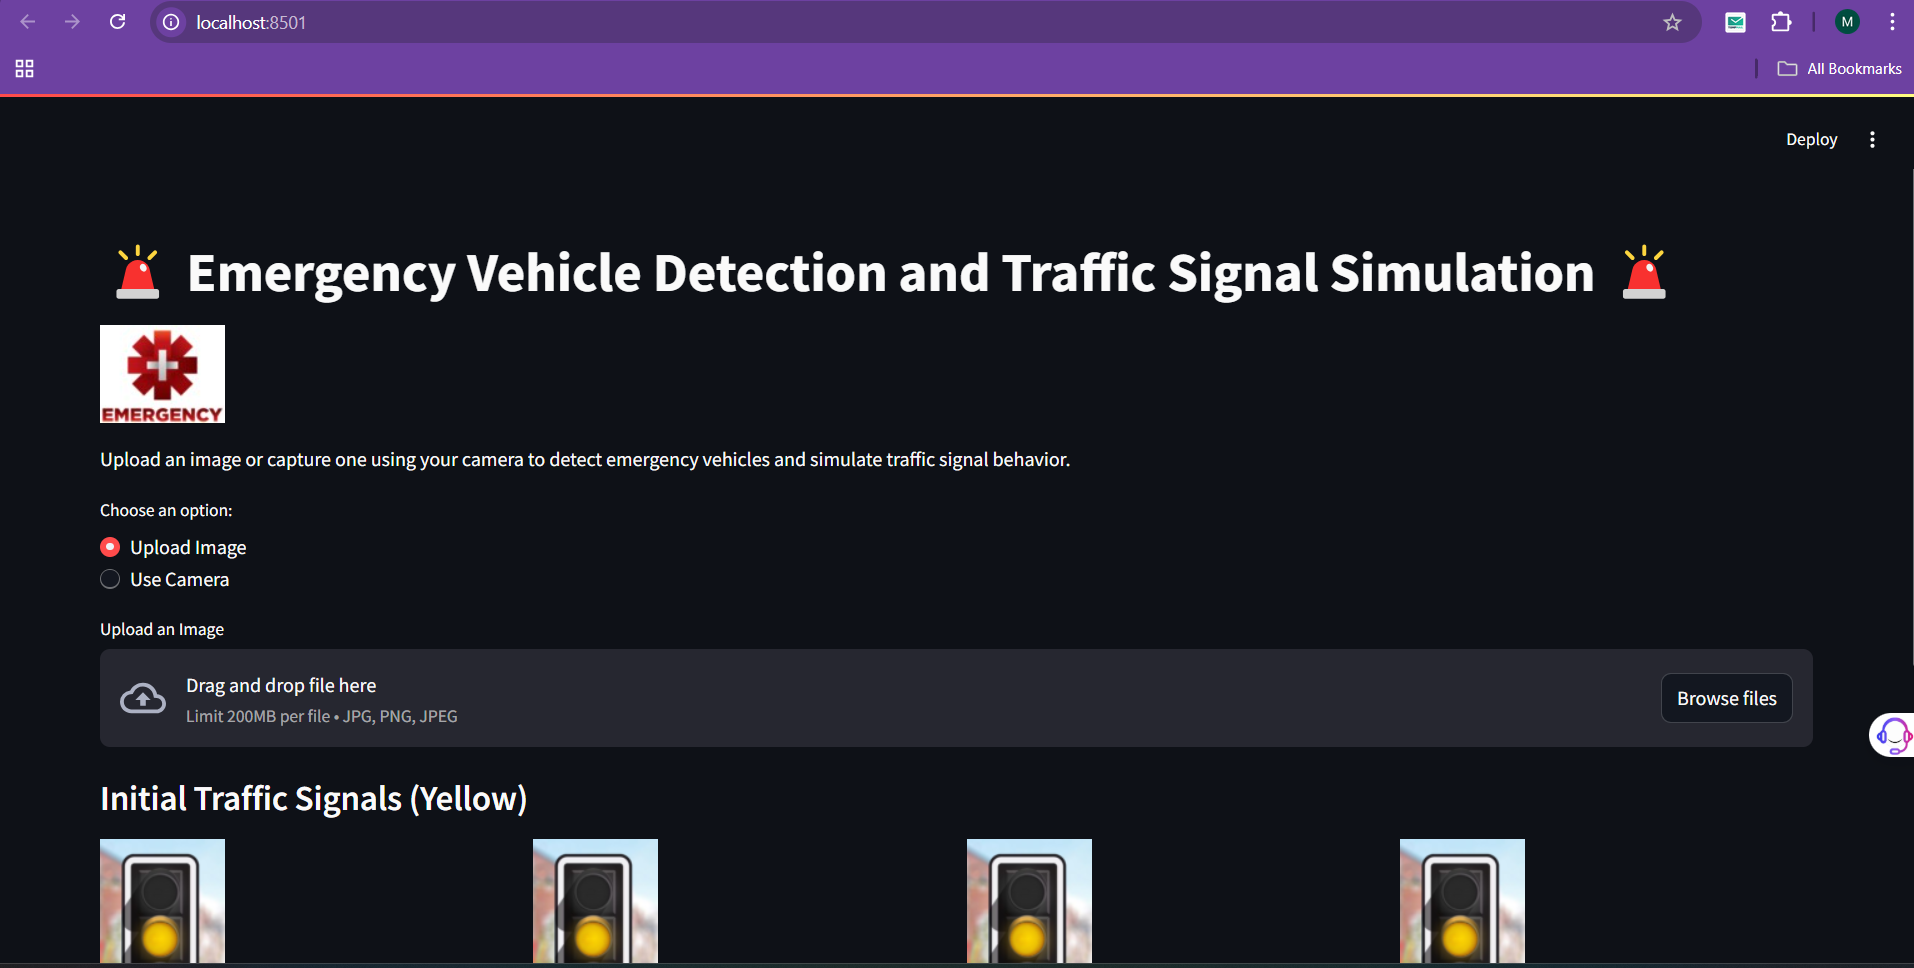 localhost:8501
M
All Bookmarks
Deploy
Emergency Vehicle Detection and Traffic Signal Simulation
EMERGENCY
Upload an image or capture one using your camera to detect emergency vehicles and simulate traffic signal behavior.
Choose an option:
Upload Image
Use Camera
Upload an Image
Drag and drop file here
Limit 200MB per file • JPG, PNG, JPEG
Browse files
Initial Traffic Signals (Yellow)